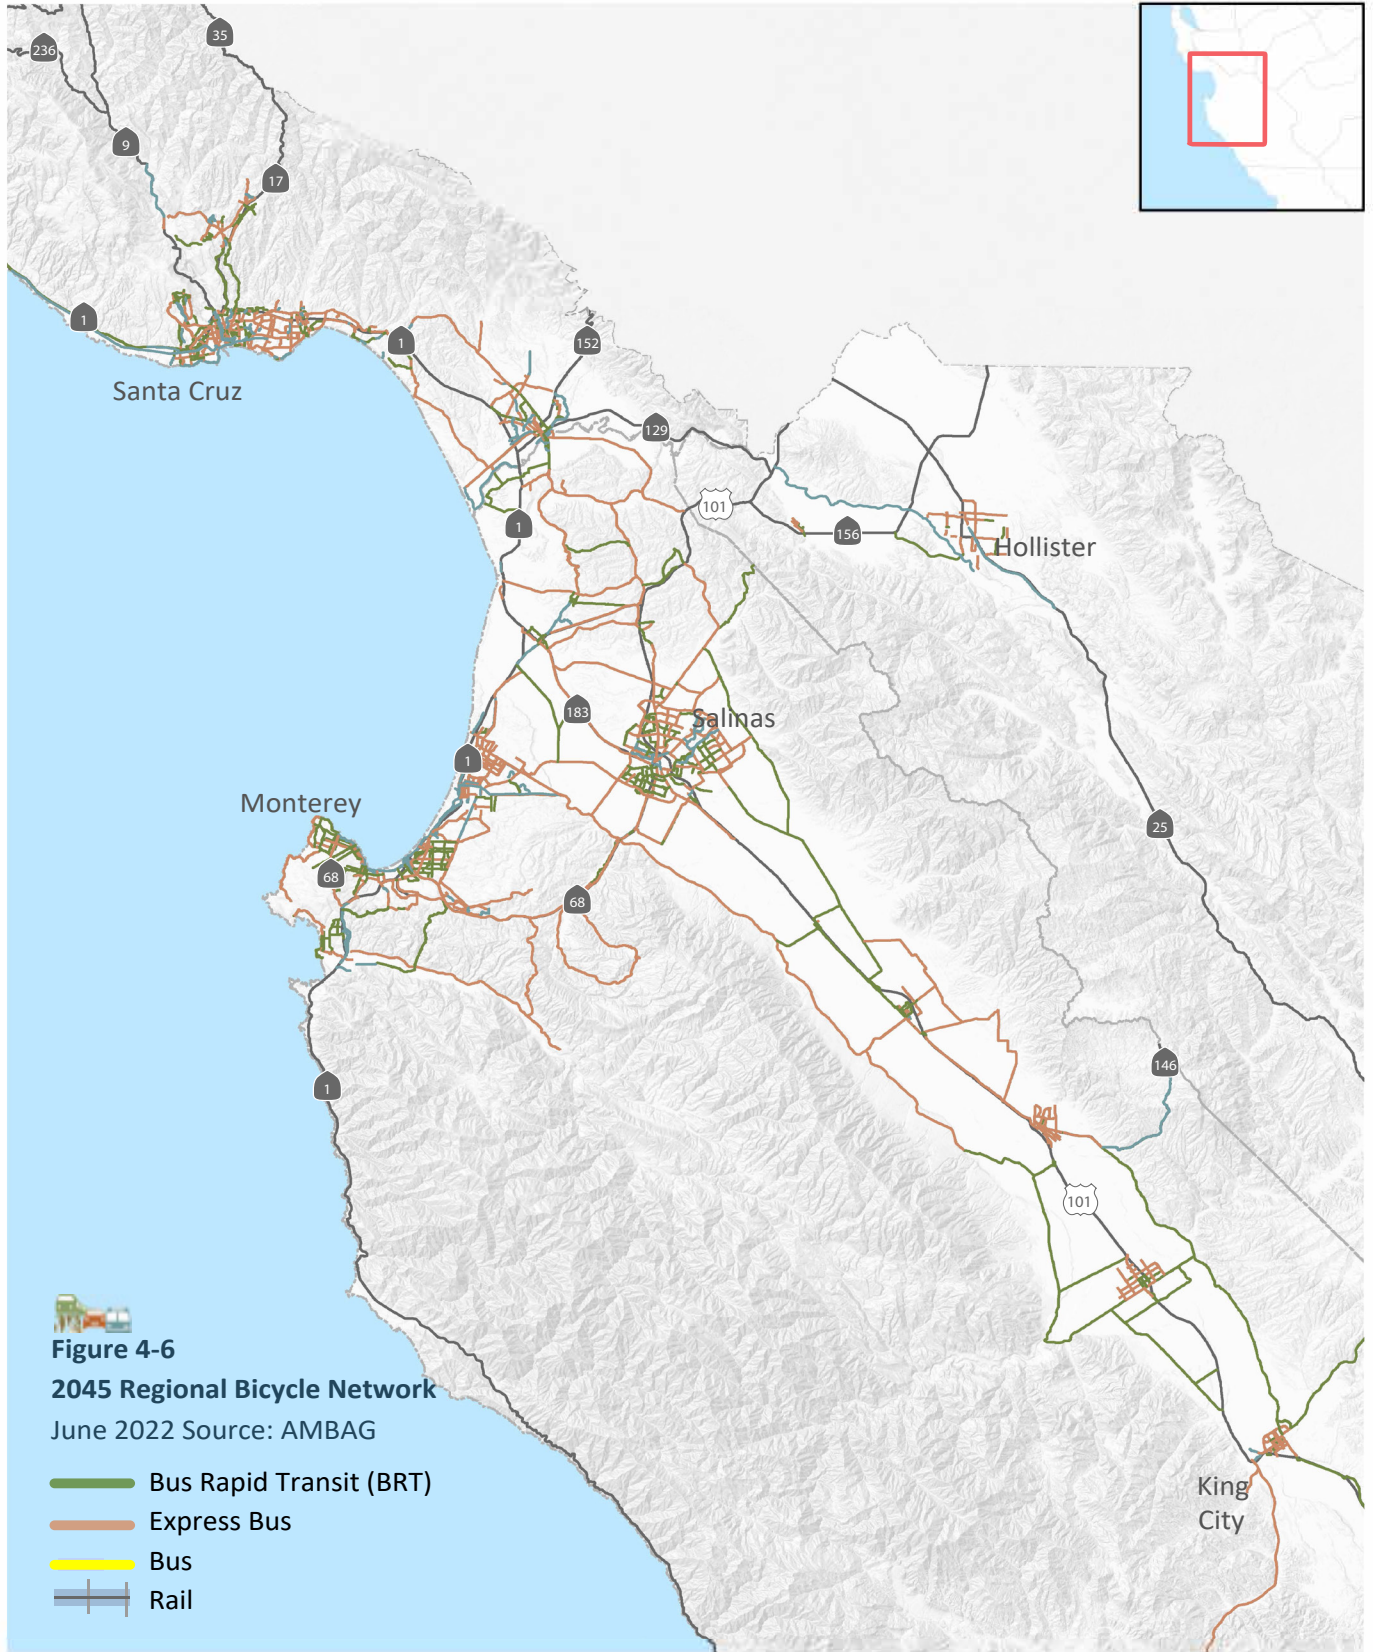 35
236
9
17
1
1
152
Santa Cruz
129
101
1
156
Hollister
183
Salinas
1
Monterey
25
68
68
146
1
101
Figure 4-6
2045 Regional Bicycle Network
June 2022 Source: AMBAG
Bus Rapid Transit (BRT)
Express Bus
Bus
Rail
King
City